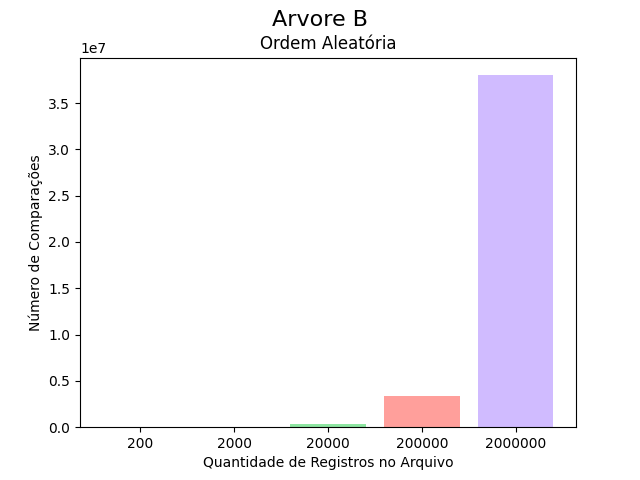 Arvore B
Ordem Aleatória
1e7
3.5
3.0
2.5
2.0
1.5
1.0
0.5
0.0
Número de Comparações
200 2000 20000 200000 2000000
Quantidade de Registros no Arquivo